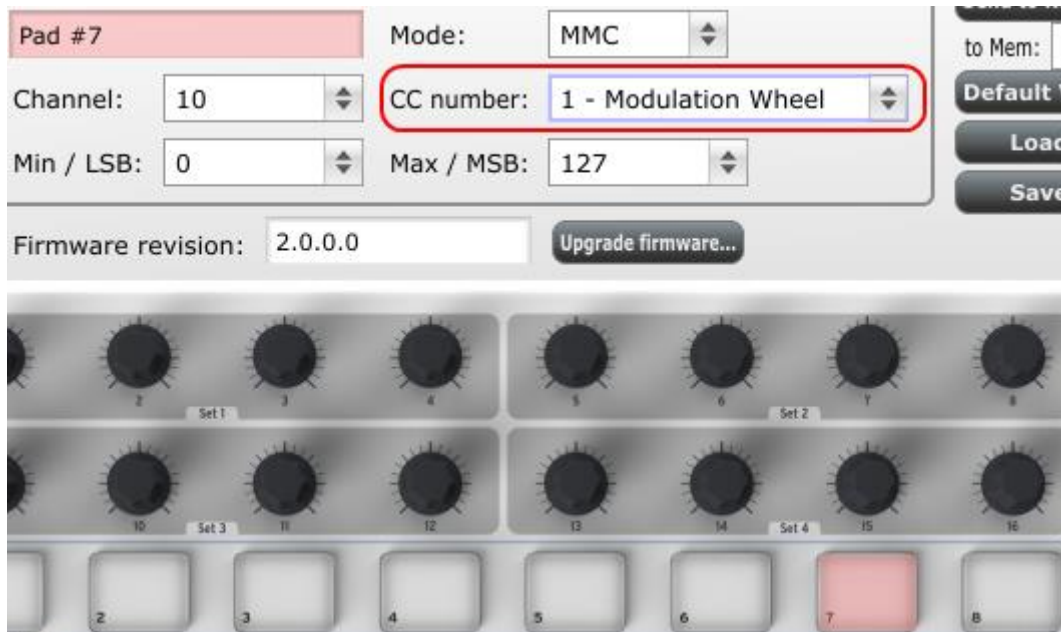 Pad #7
Mode: MMC
to Mem:
Channel: 10
CC number: 1 - Modulation Wheel
Default
Min / LSB: 0
Max / MSB: 127
Load
Save
Firmware revision: 2.0.0.0
Upgrade firmware...
2 3 4 5 6 7 8
Set 1 Set 2
10 11 12 13 14 15 16
Set 3 Set 4
2 3 4 5 6 7 8